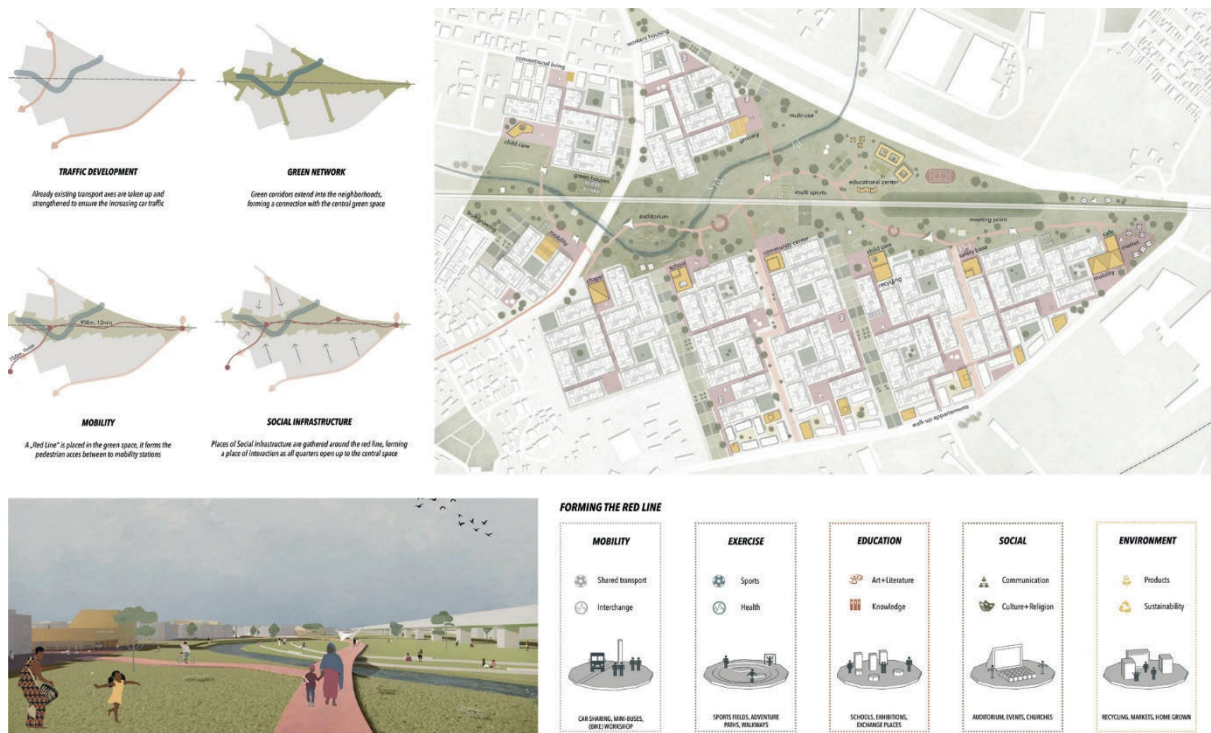 TRAFFIC DEVELOPMENT
Already existing transport axes are taken up and
strengthened to ensure the increasing car traffic
GREEN NETWORK
Green corridors extend into the neighborhoods,
forming a connection with the central green space
950m, 12min
MOBILITY
A „Red Line" is placed in the green space, it forms the
pedestrian acces between to mobility stations
SOCIAL INFRASTRUCTURE
Places of Social infrastructure are gathered around the red line, forming
a place of interaction as all quarters open up to the central space
workers housing
conventional living
child care
grocery
multi-use
green houses
multi sports
educational center
auditorium
meeting point
mobility
chapel
school
community center
child care
recycling
safety base
cafe
market
mobility
walk-up appartements
FORMING THE RED LINE
MOBILITY
Shared transport
Interchange
CAR-SHARING, MINI-BUSES,
(BIKE) WORKSHOP
EXERCISE
Sports
Health
SPORTS FIELDS, ADVENTURE
PATHS, WALKWAYS
EDUCATION
Art+Literature
Knowledge
SCHOOLS, EXHIBITIONS,
EXCHANGE PLACES
SOCIAL
Communication
Culture+Religion
AUDITORIUM, EVENTS, CHURCHES
ENVIRONMENT
Products
Sustainability
RECYCLING, MARKETS, HOME GROWN